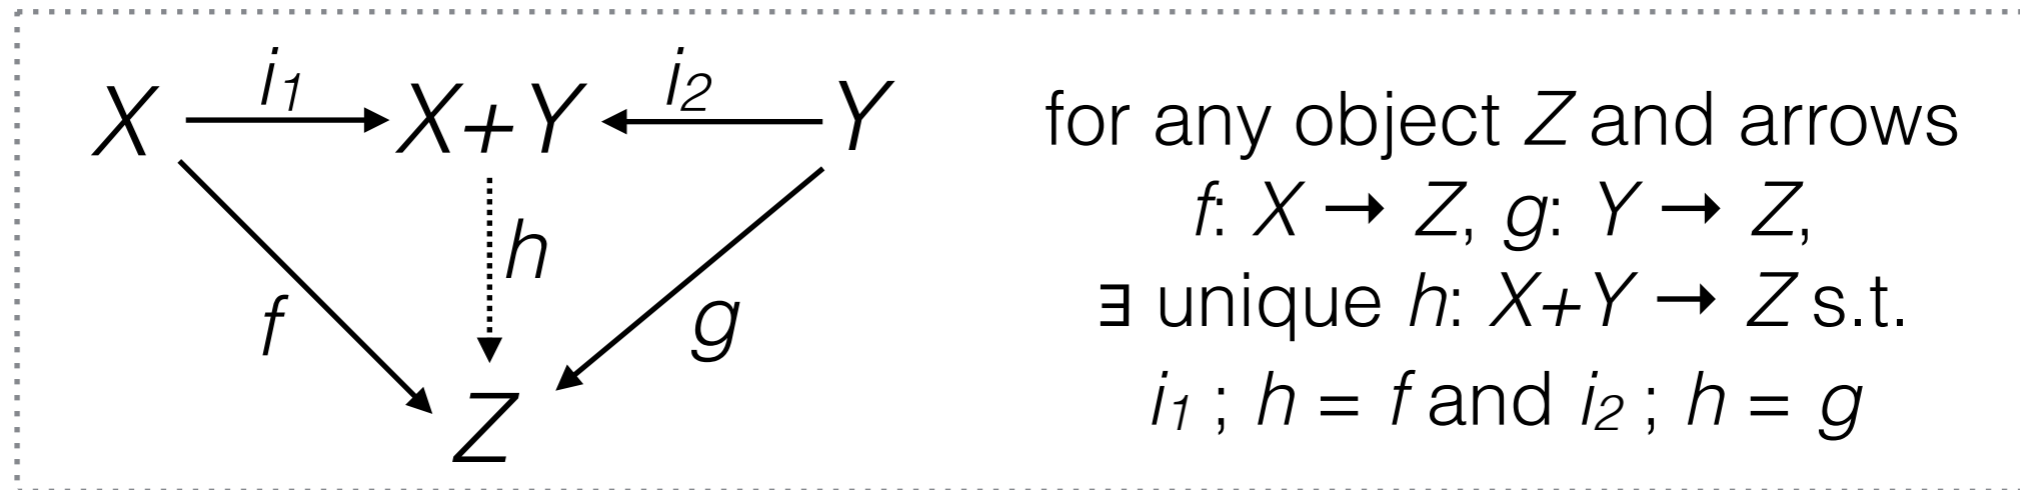 i1 i2
X X+Y Y
h
f g
Z
for any object Z and arrows
f: X → Z, g: Y → Z,
∃ unique h: X+Y → Z s.t.
i1 ; h = f and i2 ; h = g